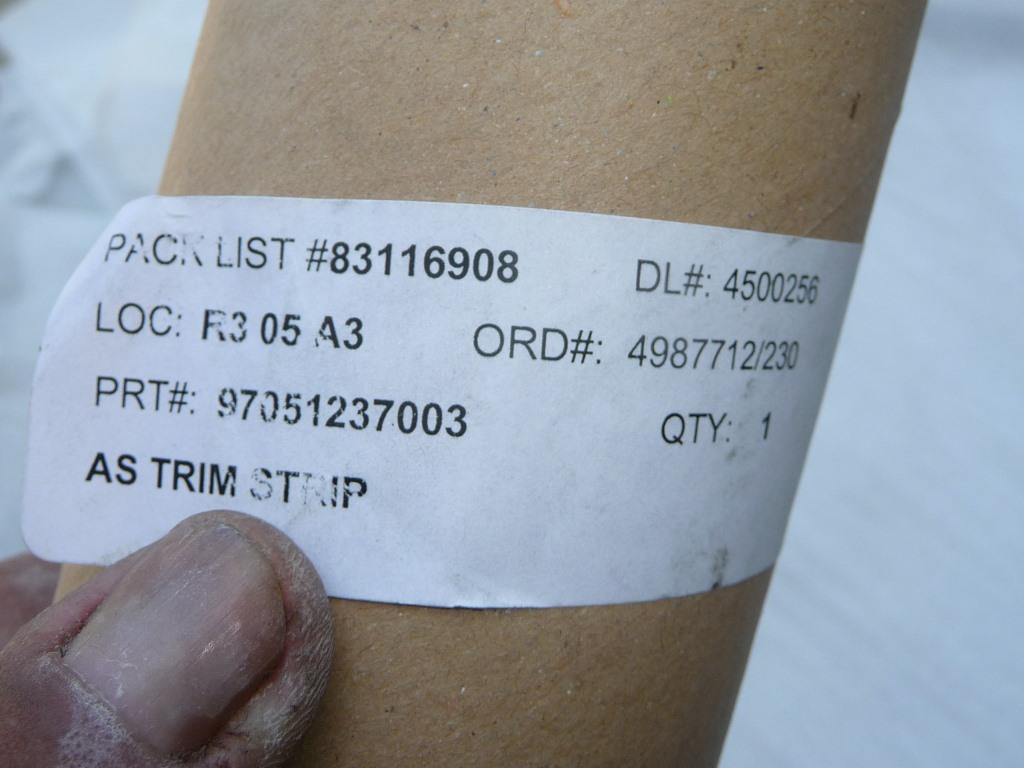 PACK LIST #83116908 DL#: 4500256
LOC: R3 05 A3 ORD#: 4987712/230
PRT#: 97051237003 QTY: 1
AS TRIM STRIP